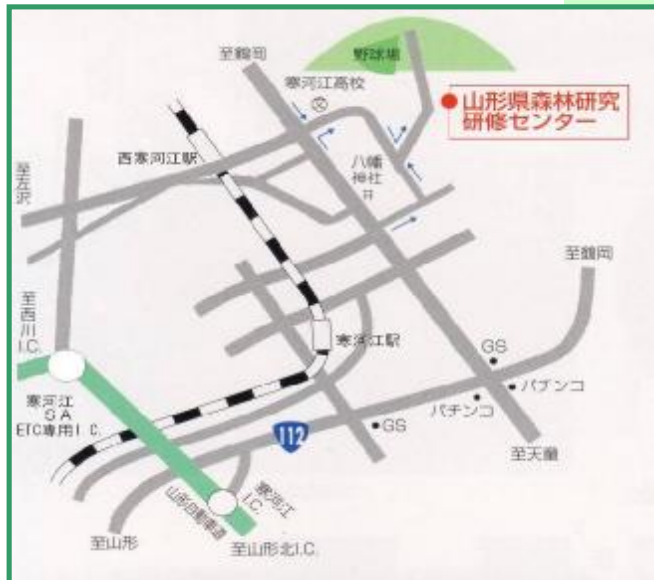 至鶴岡
野球場
寒河江高校
文
山形県森林研究
研修センター
西寒河江駅
八幡
神社
至左沢
至鶴岡
至西川
I.C.
寒河江駅
GS
パブンコ
パチンコ
寒河江
SA
ETC専用I.C.
112
GS
至天童
寒河江
I.C.
山形自動車道
至山形
至山形北I.C.